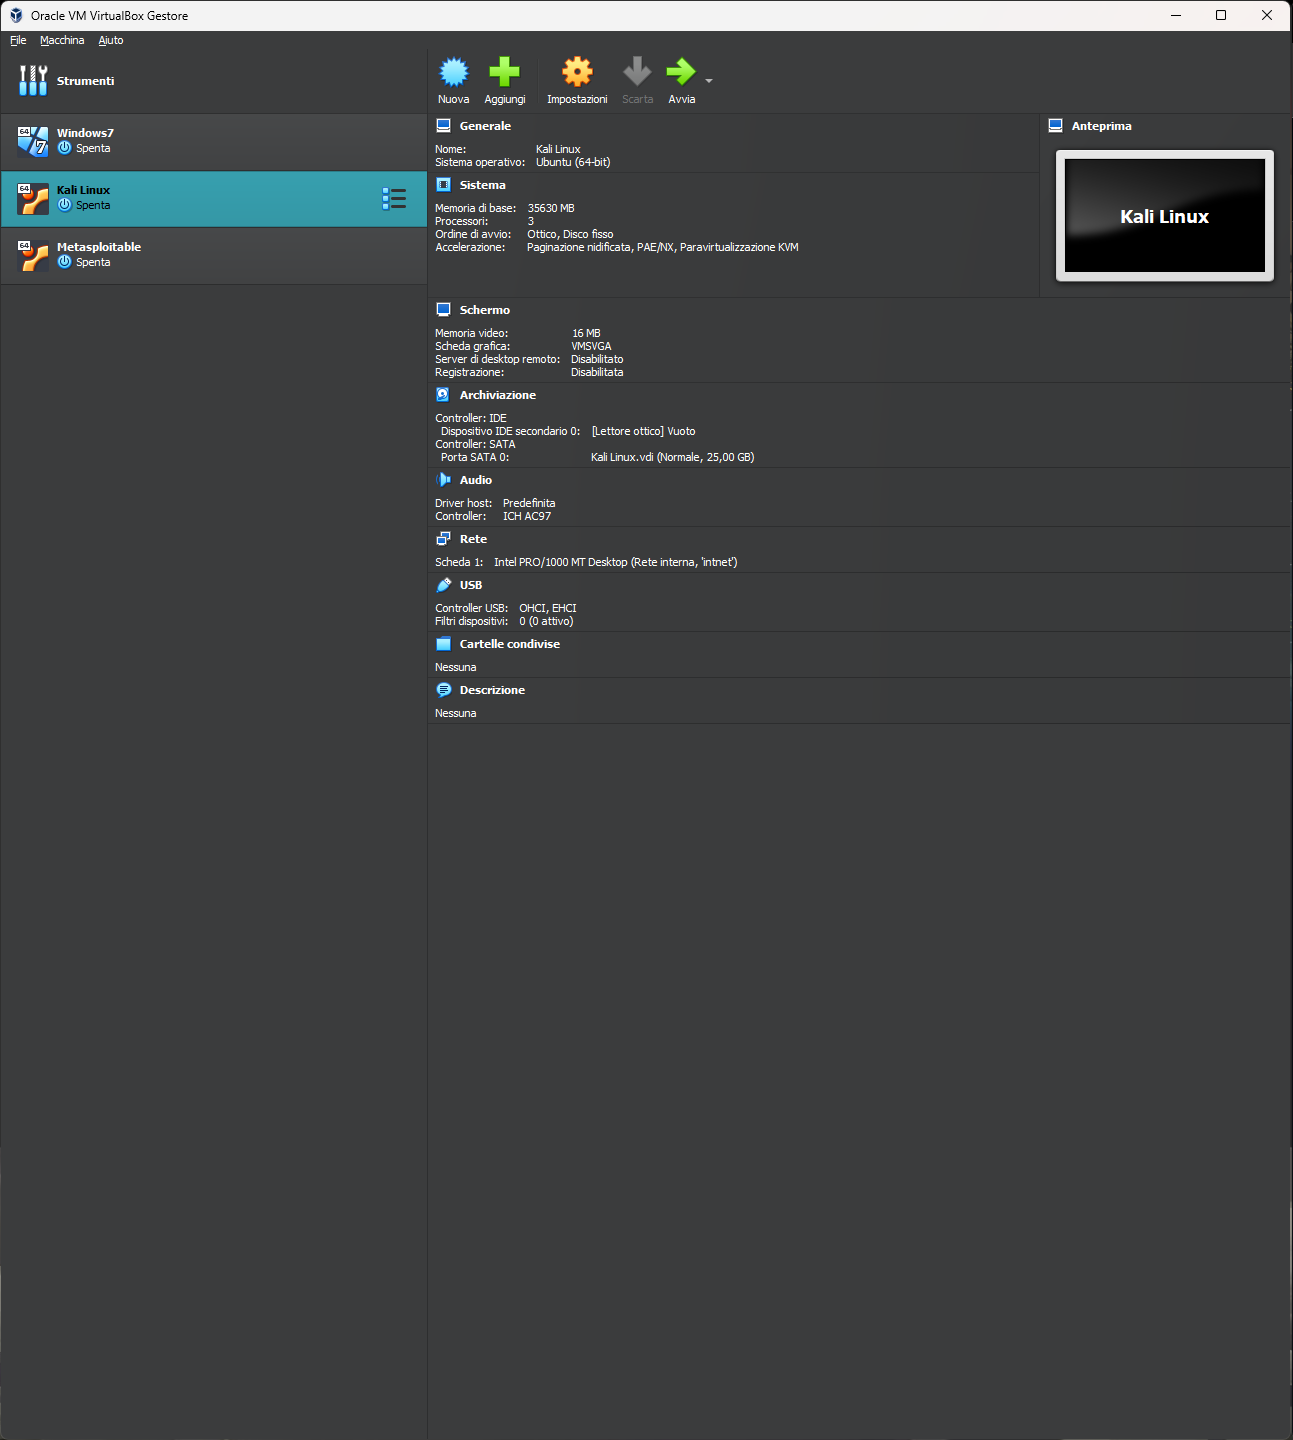 Oracle VM VirtualBox Gestore
File Macchina Aiuto
Strumenti
Nuova Aggiungi Impostazioni Scarta Avvia
64 7
Windows7
Spenta
64
Kali Linux
Spenta
64
Metasploitable
Spenta
Generale
Nome: Kali Linux
Sistema operativo: Ubuntu (64-bit)
Sistema
Memoria di base: 35630 MB
Processori: 3
Ordine di avvio: Ottico, Disco fisso
Accelerazione: Paginazione nidificata, PAE/NX, Paravirtualizzazione KVM
Anteprima
Kali Linux
Schermo
Memoria video: 16 MB
Scheda grafica: VMSVGA
Server di desktop remoto: Disabilitato
Registrazione: Disabilitata
Archiviazione
Controller: IDE
Dispositivo IDE secondario 0: [Lettore ottico] Vuoto
Controller: SATA
Porta SATA 0: Kali Linux.vdi (Normale, 25,00 GB)
Audio
Driver host: Predefinita
Controller: ICH AC97
Rete
Scheda 1: Intel PRO/1000 MT Desktop (Rete interna, 'intnet')
USB
Controller USB: OHCI, EHCI
Filtri dispositivi: 0 (0 attivo)
Cartelle condivise
Nessuna
Descrizione
Nessuna